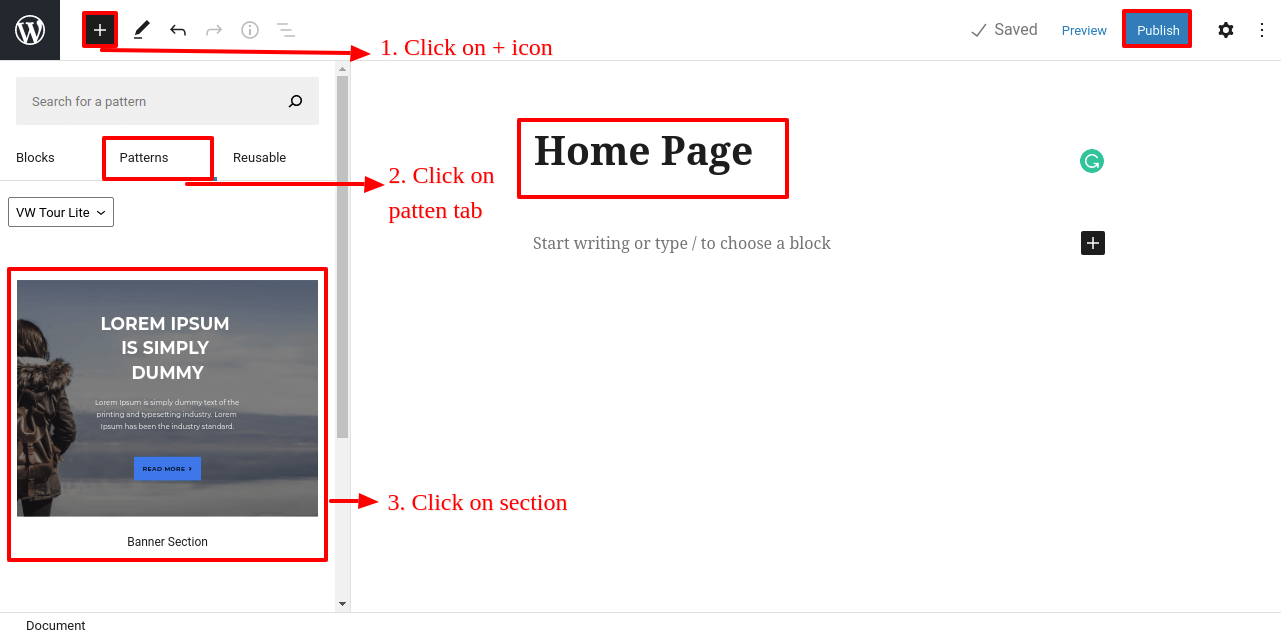 Saved
Preview
Publish
1. Click on + icon
Search for a pattern
Blocks
Patterns
Reusable
2. Click on
patten tab
VW Tour Lite
Home Page
Start writing or type / to choose a block
LOREM IPSUM
IS SIMPLY
DUMMY
Lorem Ipsum is simply dummy text of the
printing and typesetting industry. Lorem
Ipsum has been the industry standard.
READ MORE >
3. Click on section
Banner Section
Document